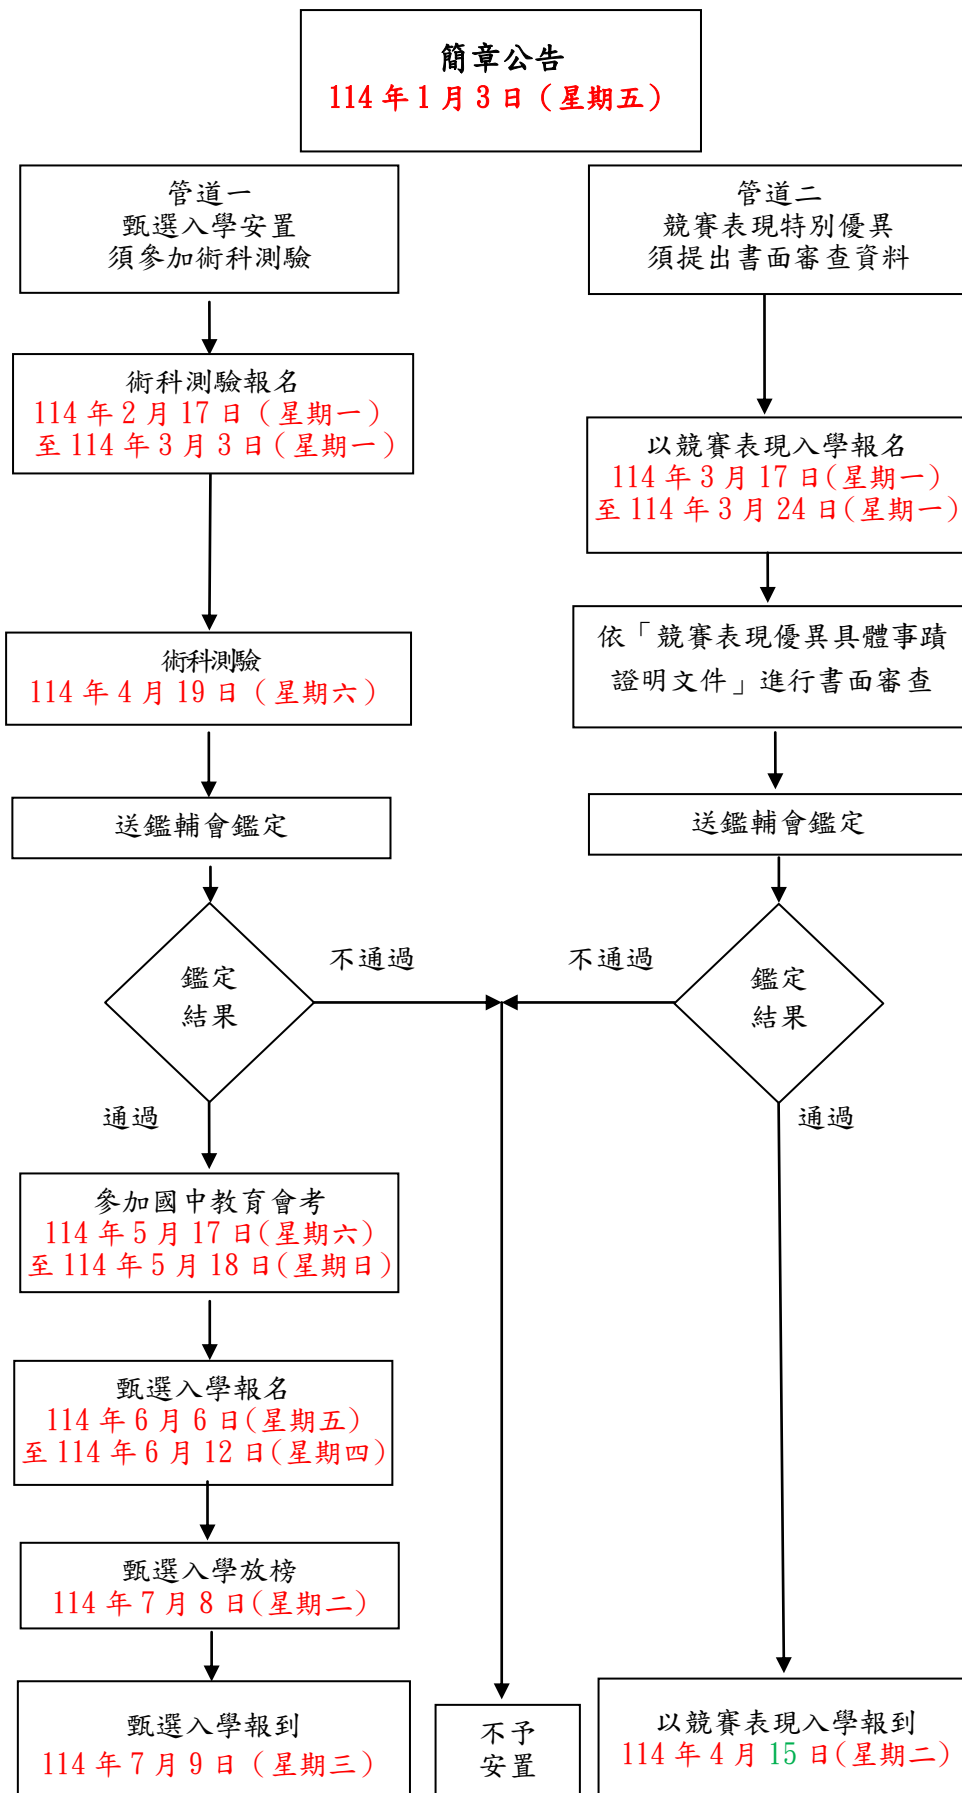 簡章公告
114 年 1 月 3 日（星期五）
管道一
甄選入學安置
須參加術科測驗
術科測驗報名
114 年 2 月 17 日（星期一）
至 114 年 3 月 3 日(星期一)
術科測驗
114 年 4 月 19 日（星期六）
送鑑輔會鑑定
鑑定
結果
不通過
通過
參加國中教育會考
114 年 5 月 17 日(星期六)
至 114 年 5 月 18 日(星期日)
甄選入學報名
114 年 6 月 6 日(星期五)
至 114 年 6 月 12 日(星期四)
甄選入學放榜
114 年 7 月 8 日(星期二)
甄選入學報到
114 年 7 月 9 日（星期三）
管道二
競賽表現特別優異
須提出書面審查資料
以競賽表現入學報名
114 年 3 月 17 日(星期一)
至 114 年 3 月 24 日(星期一)
依「競賽表現優異具體事蹟
證明文件」進行書面審查
送鑑輔會鑑定
鑑定
結果
不通過
通過
不予
安置
以競賽表現入學報到
114 年 4 月 15 日(星期二)